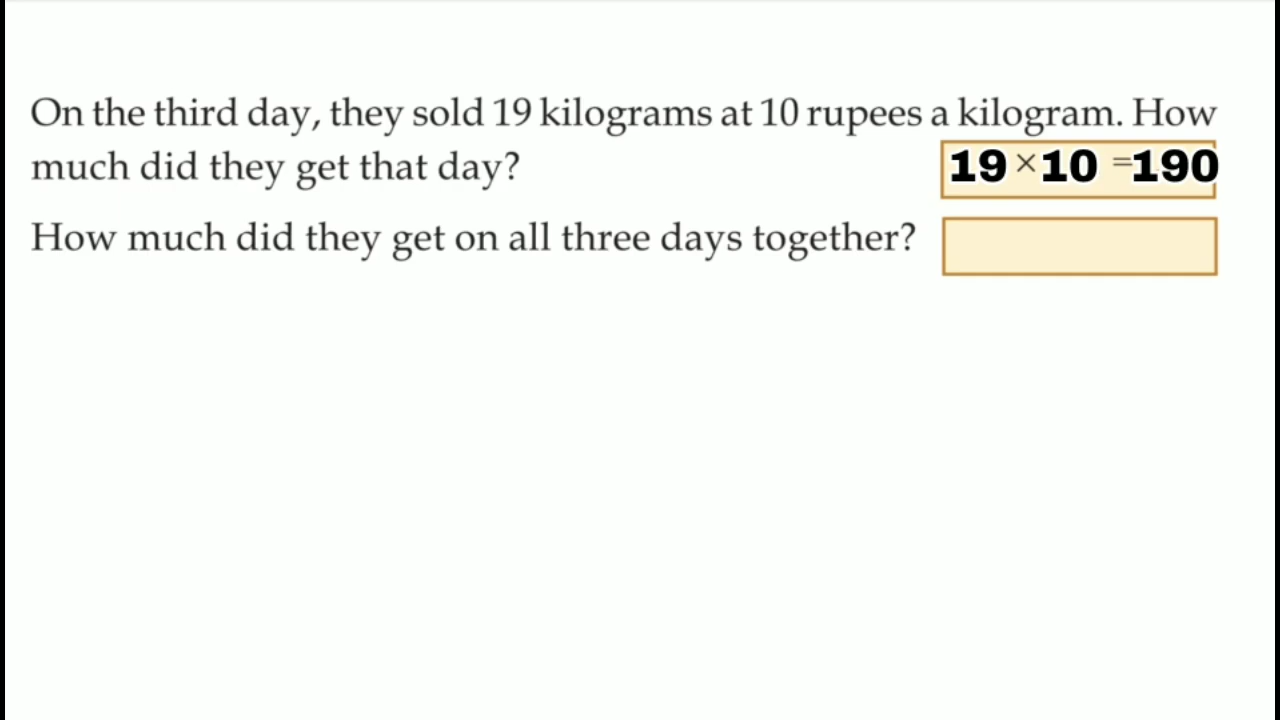 On the third day, they sold 19 kilograms at 10 rupees a kilogram. How
much did they get that day?
19 ×10 =190
How much did they get on all three days together?